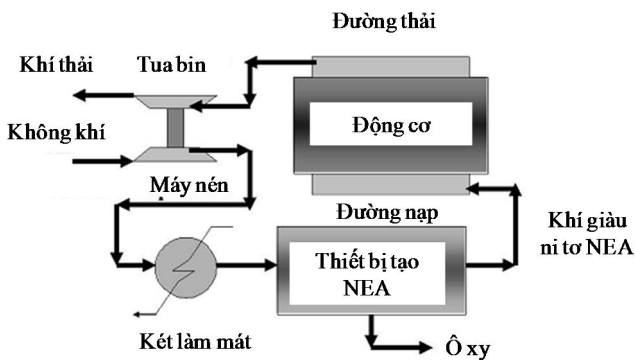 Đường thải
Khí thải
Tua bin
Không khí
Động cơ
Máy nén
Đường nạp
Khí giàu
ni tơ NEA
Thiết bị tạo
NEA
Két làm mát
Ô xy